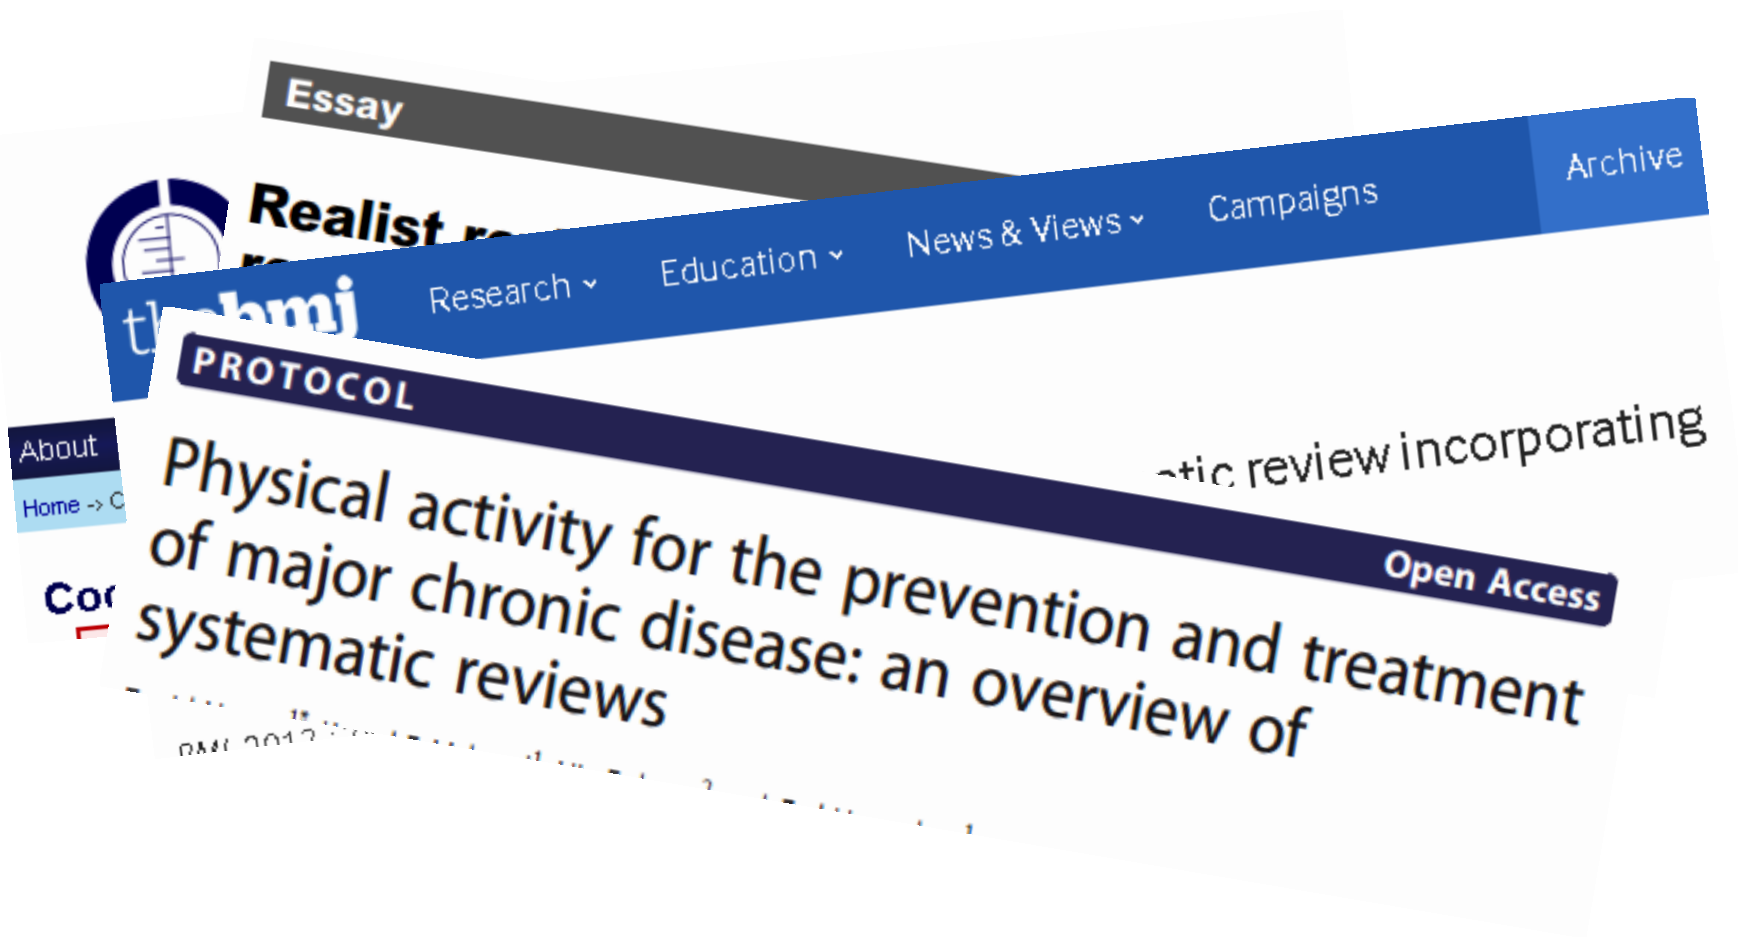 Essay
Realist
thebmj Research Education News & Views Campaigns Archive
review incorporating
PROTOCOL
Open Access
Physical activity for the prevention and treatment
of major chronic disease: an overview of
systematic reviews
About
Home ->